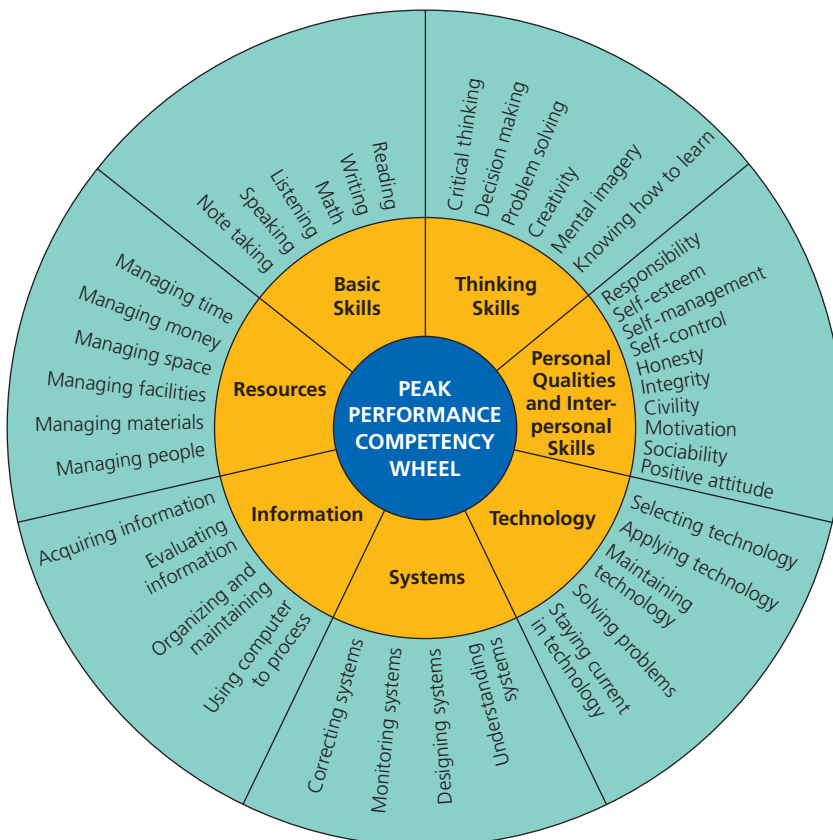 PEAK
PERFORMANCE
COMPETENCY
WHEEL
Basic
Skills
Reading
Writing
Math
Listening
Speaking
Note taking
Thinking
Skills
Critical thinking
Decision making
Problem solving
Creativity
Mental imagery
Knowing how to learn
Personal
Qualities
and Inter-
personal
Skills
Responsibility
Self-esteem
Self-management
Self-control
Honesty
Integrity
Civility
Motivation
Sociability
Positive attitude
Technology
Selecting technology
Applying technology
Maintaining
technology
Solving problems
Staying current
in technology
Systems
Understanding
systems
Designing systems
Monitoring systems
Correcting systems
Information
Acquiring information
Evaluating
information
Organizing and
maintaining
Using computer
to process
Resources
Managing time
Managing money
Managing space
Managing facilities
Managing materials
Managing people